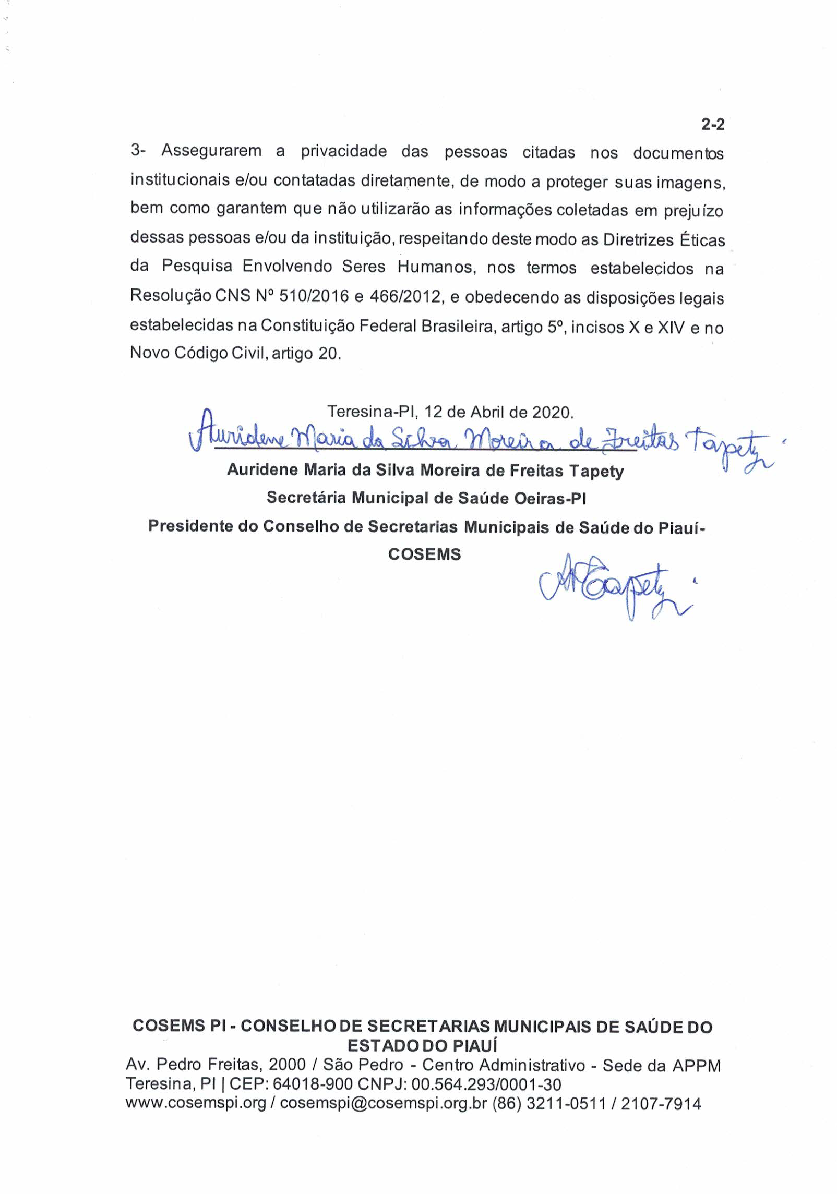 2-2
3- Assegurarem a privacidade das pessoas citadas nos documentos
institucionais e/ou contatadas diretamente, de modo a proteger suas imagens,
bem como garantem que não utilizarão as informações coletadas em prejuízo
dessas pessoas e/ou da instituição, respeitando deste modo as Diretrizes Éticas
da Pesquisa Envolvendo Seres Humanos, nos termos estabelecidos na
Resolução CNS Nº 510/2016 e 466/2012, e obedecendo as disposições legais
estabelecidas na Constituição Federal Brasileira, artigo 5º, incisos X e XIV e no
Novo Código Civil, artigo 20.
Teresina-PI, 12 de Abril de 2020.
Auridene Maria da Silva Moreira de Freitas Tapety
Auridene Maria da Silva Moreira de Freitas Tapety
Secretária Municipal de Saúde Oeiras-PI
Presidente do Conselho de Secretarias Municipais de Saúde do Piauí-
COSEMS
AMTapety
COSEMS PI - CONSELHO DE SECRETARIAS MUNICIPAIS DE SAÚDE DO
ESTADO DO PIAUÍ
Av. Pedro Freitas, 2000 / São Pedro - Centro Administrativo - Sede da APPM
Teresina, PI | CEP: 64018-900 CNPJ: 00.564.293/0001-30
www.cosemspi.org / cosemspi@cosemspi.org.br (86) 3211-0511 / 2107-7914